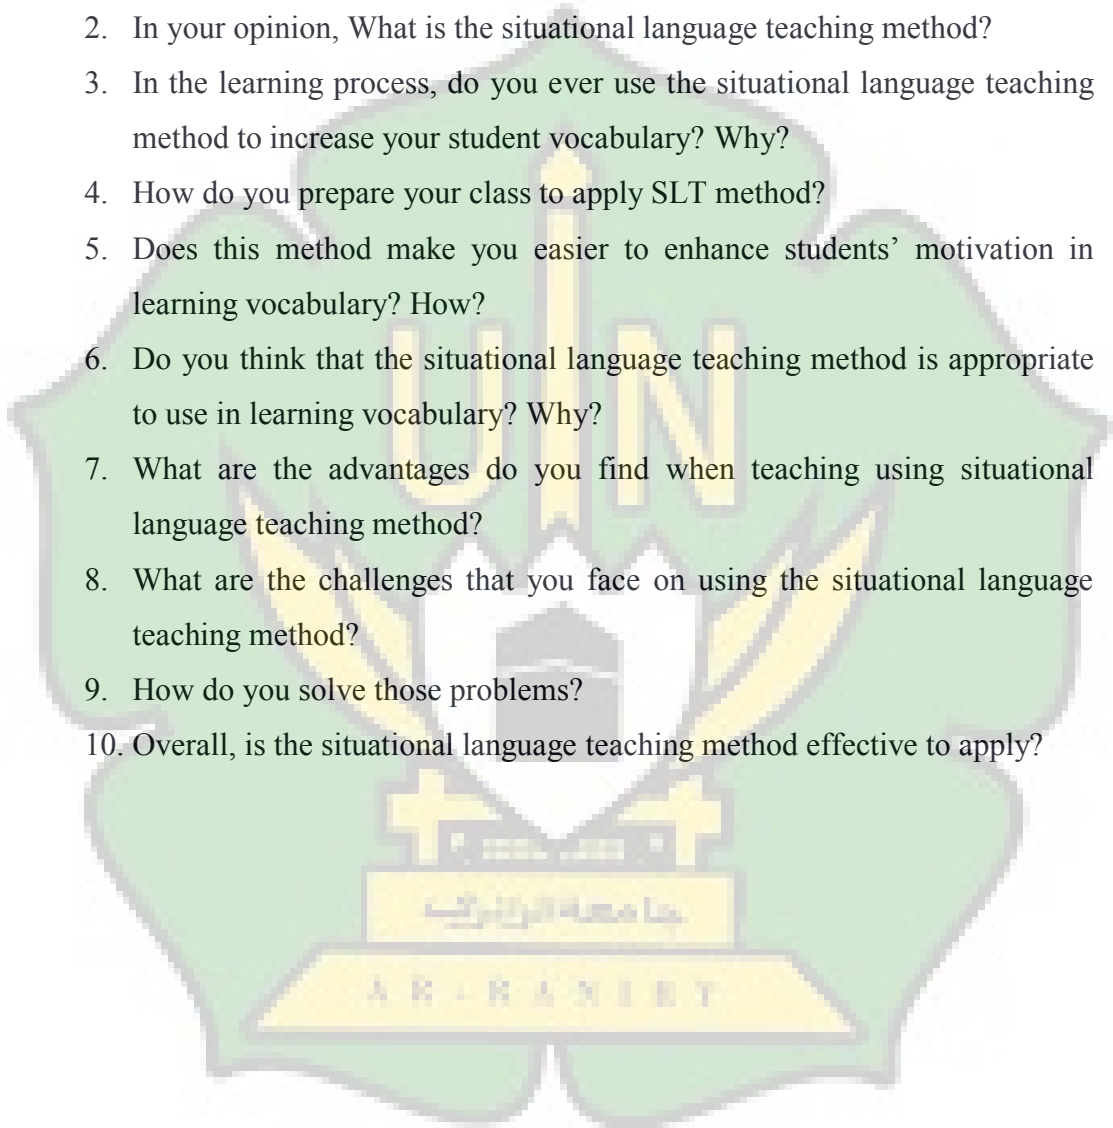 2. In your opinion, What is the situational language teaching method?
3. In the learning process, do you ever use the situational language teaching
method to increase your student vocabulary? Why?
4. How do you prepare your class to apply SLT method?
5. Does this method make you easier to enhance students’ motivation in
learning vocabulary? How?
6. Do you think that the situational language teaching method is appropriate
to use in learning vocabulary? Why?
7. What are the advantages do you find when teaching using situational
language teaching method?
8. What are the challenges that you face on using the situational language
teaching method?
9. How do you solve those problems?
10. Overall, is the situational language teaching method effective to apply?
UIN
جامعة الرانيري
AR-RANIRY